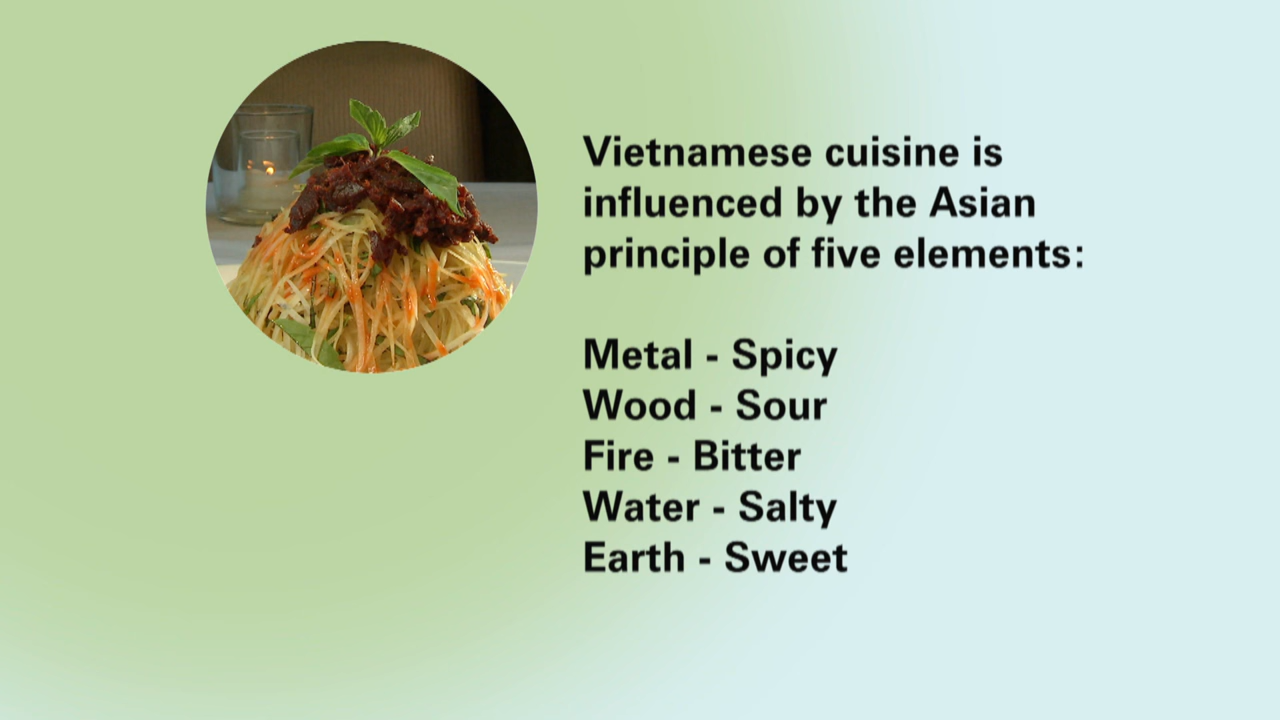 Vietnamese cuisine is
influenced by the Asian
principle of five elements:
Metal - Spicy
Wood - Sour
Fire - Bitter
Water - Salty
Earth - Sweet